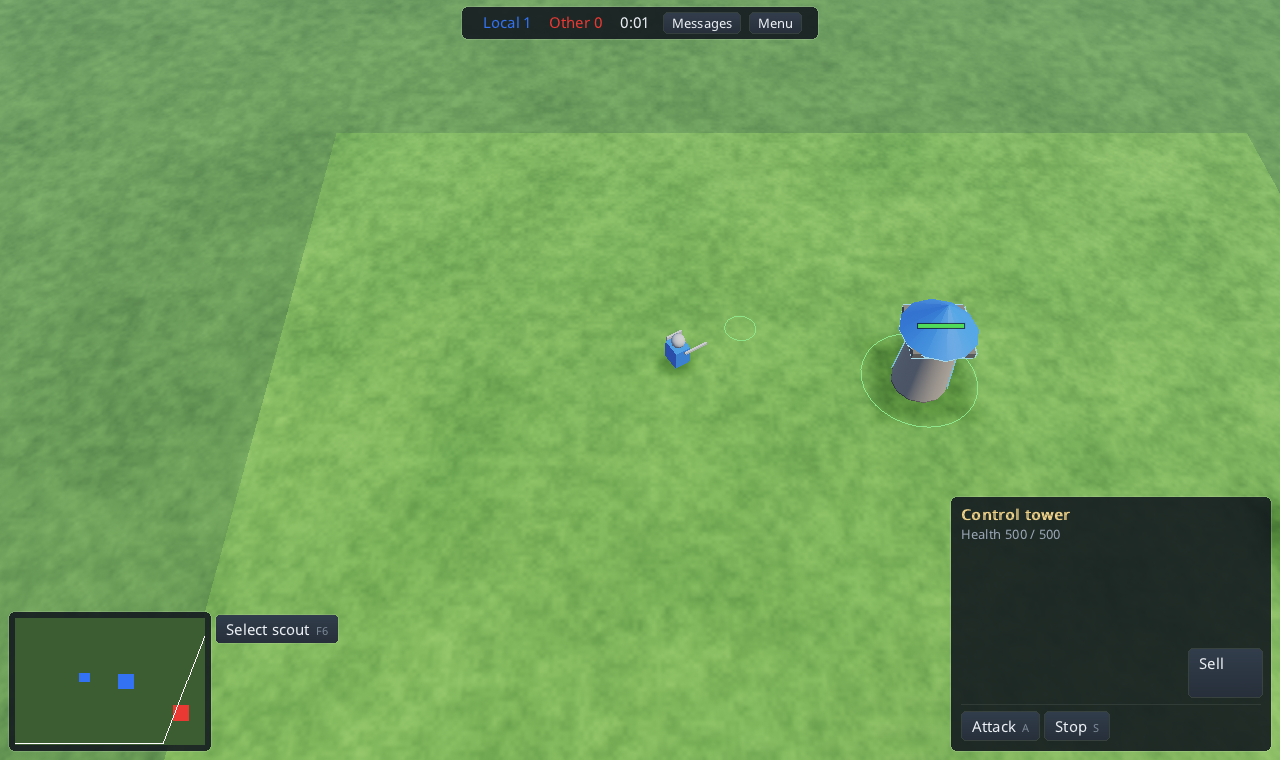 Local 1 Other 0 0:01 Messages Menu
Control tower
Health 500 / 500
Select scout F6
Sell
Attack A Stop S